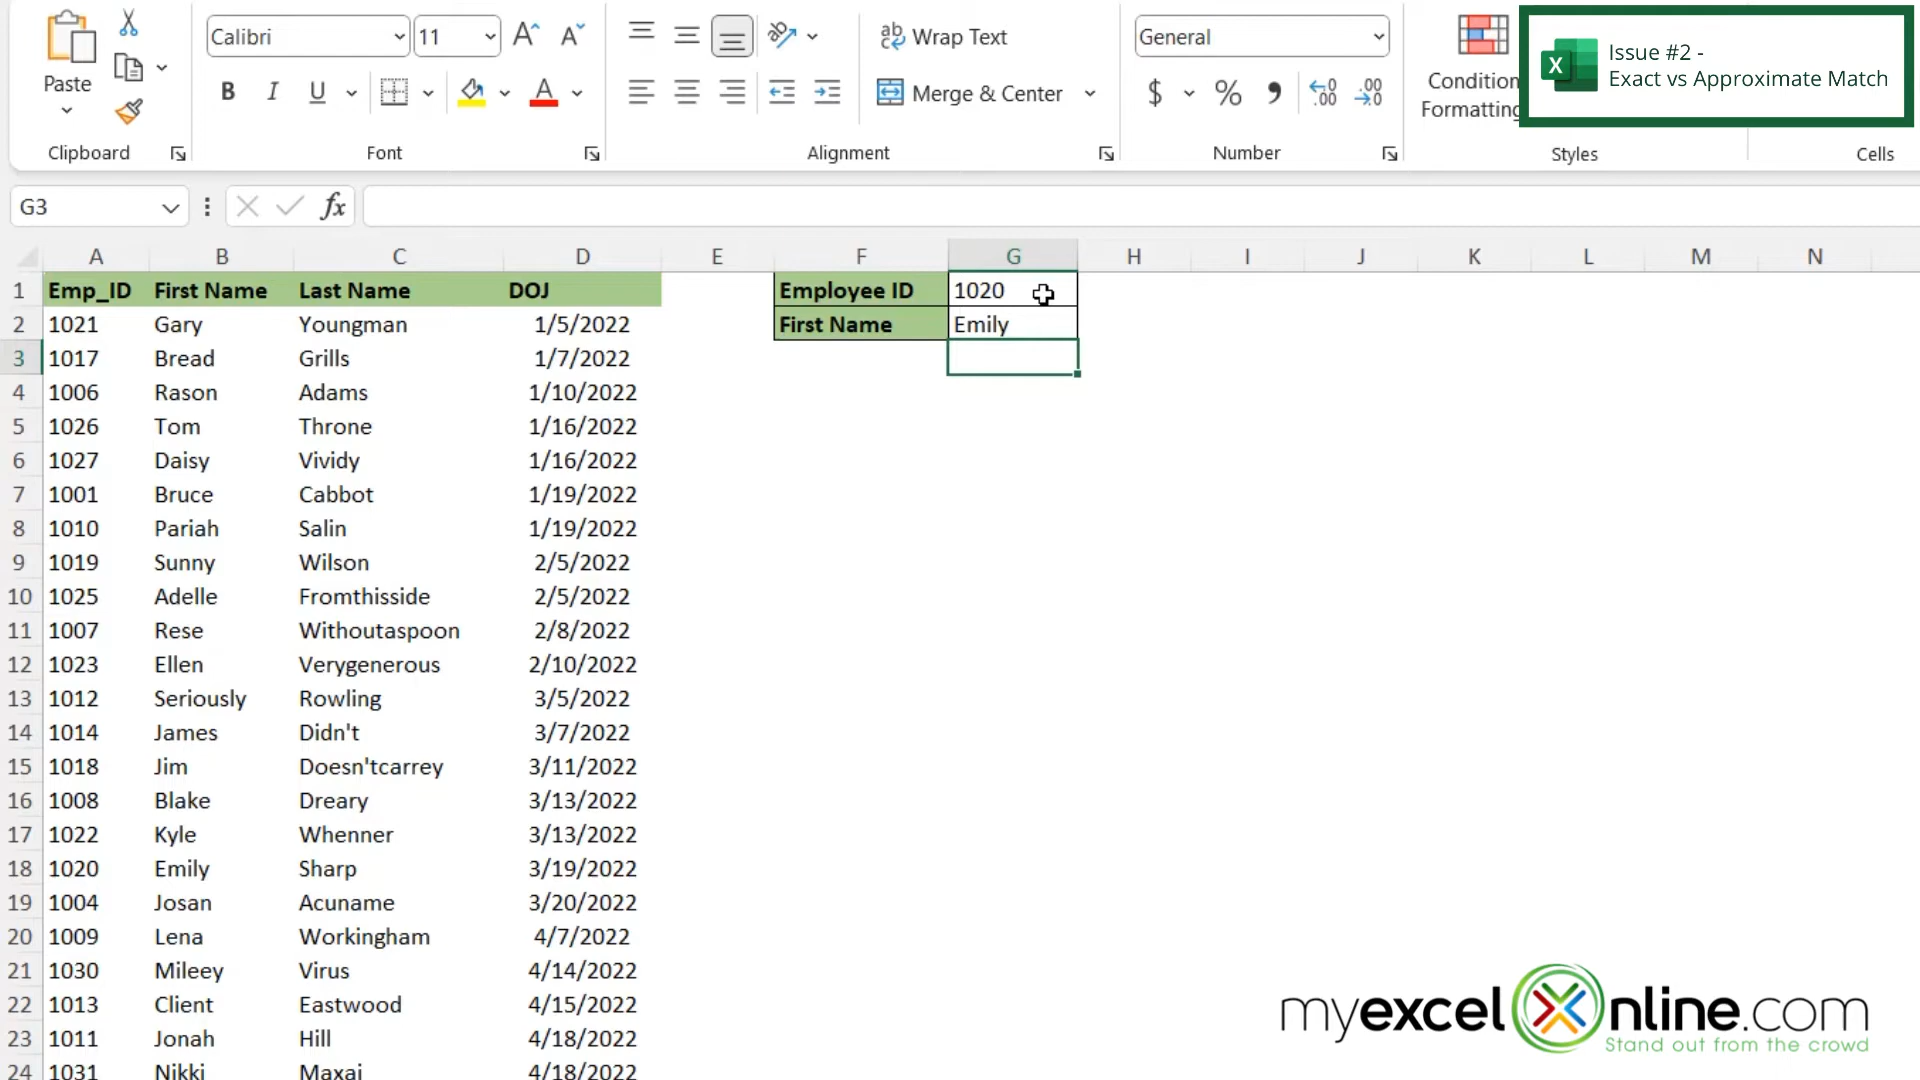 Calibri
11
Wrap Text
General
Issue #2 -
Exact vs Approximate Match
Paste
Merge & Center
Condition
Formatting
Clipboard
Font
Alignment
Number
Styles
Cells
G3
fx
A B C D E F G H I J K L M N
1 Emp_ID First Name Last Name DOJ Employee ID 1020
2 1021 Gary Youngman 1/5/2022 First Name Emily
3 1017 Bread Grills 1/7/2022
4 1006 Rason Adams 1/10/2022
5 1026 Tom Throne 1/16/2022
6 1027 Daisy Vividy 1/16/2022
7 1001 Bruce Cabbot 1/19/2022
8 1010 Pariah Salin 1/19/2022
9 1019 Sunny Wilson 2/5/2022
10 1025 Adelle Fromthisside 2/5/2022
11 1007 Rese Withoutaspoon 2/8/2022
12 1023 Ellen Verygenerous 2/10/2022
13 1012 Seriously Rowling 3/5/2022
14 1014 James Didn't 3/7/2022
15 1018 Jim Doesn'tcarrey 3/11/2022
16 1008 Blake Dreary 3/13/2022
17 1022 Kyle Whenner 3/13/2022
18 1020 Emily Sharp 3/19/2022
19 1004 Josan Acuname 3/20/2022
20 1009 Lena Workingham 4/7/2022
21 1030 Mileey Virus 4/14/2022
22 1013 Client Eastwood 4/15/2022
23 1011 Jonah Hill 4/18/2022
24 1031 Nikki Maxai 4/18/2022
myexcelonline.com
Stand out from the crowd